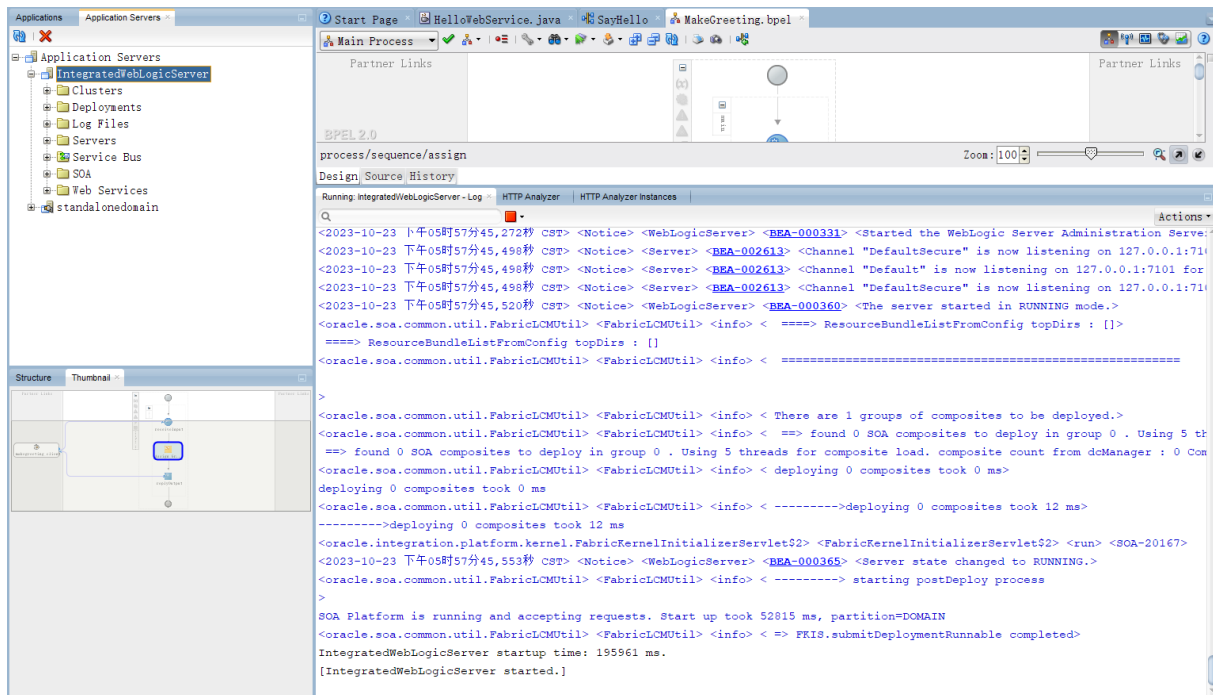 Applications
Application Servers
Start Page
HelloWebService.java
SayHello
MakeGreeting.bpel
Application Servers
IntegratedWebLogicServer
Clusters
Deployments
Log Files
Servers
Service Bus
SOA
Web Services
standalonedomain
Main Process
Partner Links
Partner Links
main
BPEL 2.0
process/sequence/assign
Zoom: 100
Design Source History
Running: IntegratedWebLogicServer - Log
HTTP Analyzer
HTTP Analyzer Instances
Actions
<2023-10-23 下午05时57分45,272秒 CST> <Notice> <WebLogicServer> <BEA-000331> <Started the WebLogic Server Administration Serve
<2023-10-23 下午05时57分45,498秒 CST> <Notice> <Server> <BEA-002613> <Channel "DefaultSecure" is now listening on 127.0.0.1:71
<2023-10-23 下午05时57分45,498秒 CST> <Notice> <Server> <BEA-002613> <Channel "Default" is now listening on 127.0.0.1:7101 for
<2023-10-23 下午05时57分45,498秒 CST> <Notice> <Server> <BEA-002613> <Channel "DefaultSecure" is now listening on 127.0.0.1:71
<2023-10-23 下午05时57分45,520秒 CST> <Notice> <WebLogicServer> <BEA-000360> <The server started in RUNNING mode.>
<oracle.soa.common.util.FabricLCMUtil> <FabricLCMUtil> <info> < ====> ResourceBundleListFromConfig topDirs : []>
====> ResourceBundleListFromConfig topDirs : []
<oracle.soa.common.util.FabricLCMUtil> <FabricLCMUtil> <info> < ========================================================
>
<oracle.soa.common.util.FabricLCMUtil> <FabricLCMUtil> <info> < There are 1 groups of composites to be deployed.>
<oracle.soa.common.util.FabricLCMUtil> <FabricLCMUtil> <info> < ==> found 0 SOA composites to deploy in group 0 . Using 5 th
==> found 0 SOA composites to deploy in group 0 . Using 5 threads for composite load. composite count from dcManager : 0 Com
<oracle.soa.common.util.FabricLCMUtil> <FabricLCMUtil> <info> < deploying 0 composites took 0 ms>
deploying 0 composites took 0 ms
<oracle.soa.common.util.FabricLCMUtil> <FabricLCMUtil> <info> < --------->deploying 0 composites took 12 ms>
--------->deploying 0 composites took 12 ms
<oracle.integration.platform.kernel.FabricKernelInitializerServlet$2> <FabricKernelInitializerServlet$2> <run> <SOA-20167>
<2023-10-23 下午05时57分45,553秒 CST> <Notice> <WebLogicServer> <BEA-000365> <Server state changed to RUNNING.>
<oracle.soa.common.util.FabricLCMUtil> <FabricLCMUtil> <info> < ---------> starting postDeploy process
>
SOA Platform is running and accepting requests. Start up took 52815 ms, partition=DOMAIN
<oracle.soa.common.util.FabricLCMUtil> <FabricLCMUtil> <info> < => FKIS.submitDeploymentRunnable completed>
IntegratedWebLogicServer startup time: 195961 ms.
[IntegratedWebLogicServer started.]
Structure
Thumbnail
Partner Links
Partner Links